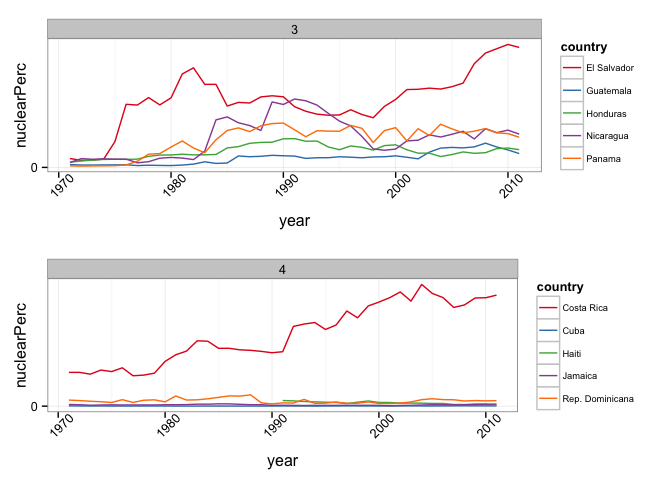 3
nuclearPerc
0
1970 1980 1990 2000 2010
year
country
El Salvador
Guatemala
Honduras
Nicaragua
Panama
4
nuclearPerc
0
1970 1980 1990 2000 2010
year
country
Costa Rica
Cuba
Haiti
Jamaica
Rep. Dominicana